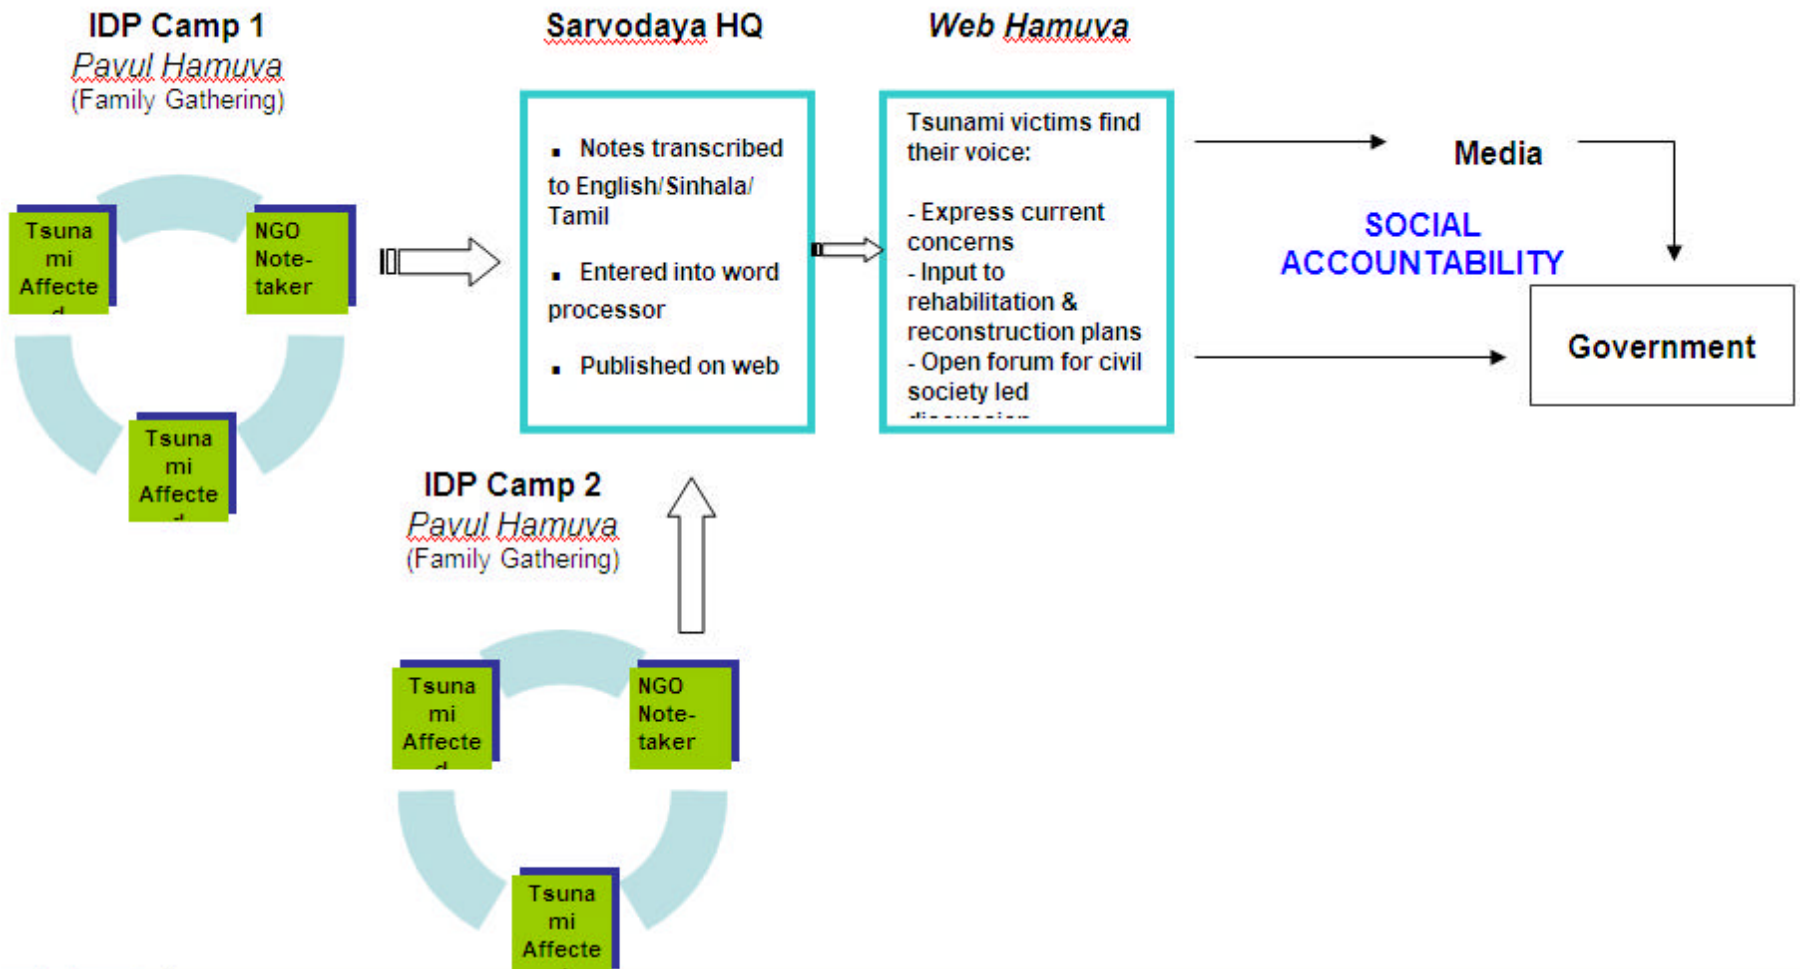 IDP Camp 1
Pavul Hamuva
(Family Gathering)
Tsuna
mi
Affecte
d
NGO
Note-
taker
Tsuna
mi
Affecte
d
Sarvodaya HQ
▪ Notes transcribed
to English/Sinhala/
Tamil
▪ Entered into word
processor
▪ Published on web
Web Hamuva
Tsunami victims find
their voice:
- Express current
concerns
- Input to
rehabilitation &
reconstruction plans
- Open forum for civil
society led
discussion
Media
SOCIAL
ACCOUNTABILITY
Government
IDP Camp 2
Pavul Hamuva
(Family Gathering)
Tsuna
mi
Affecte
d
NGO
Note-
taker
Tsuna
mi
Affecte